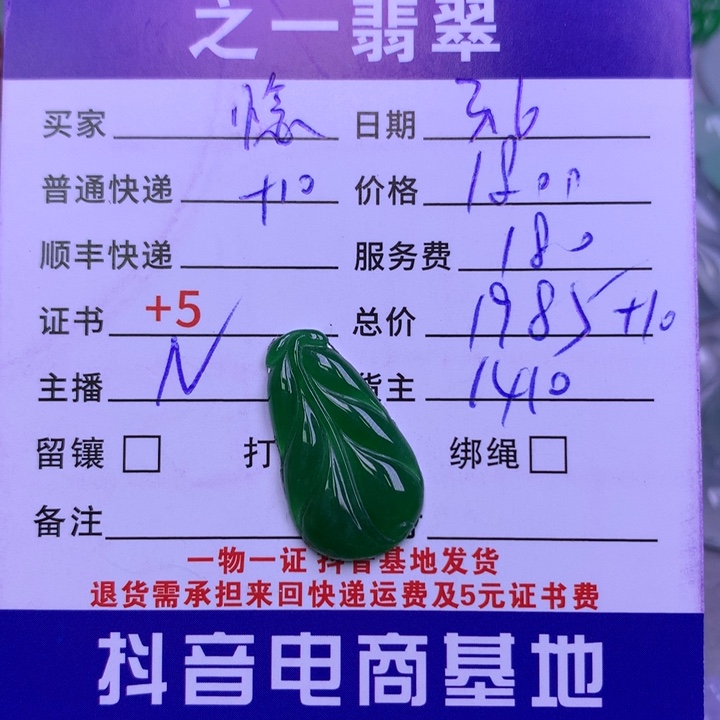 之一翡翠
买家 日期
普通快递 +10 价格 1800
顺丰快递 服务费 180
证书 +5 总价 1985+10
主播 N 货主 1410
留镶 打 绑绳
备注
一物一证 抖音基地发货
退货需承担来回快递运费及5元证书费
抖音电商基地